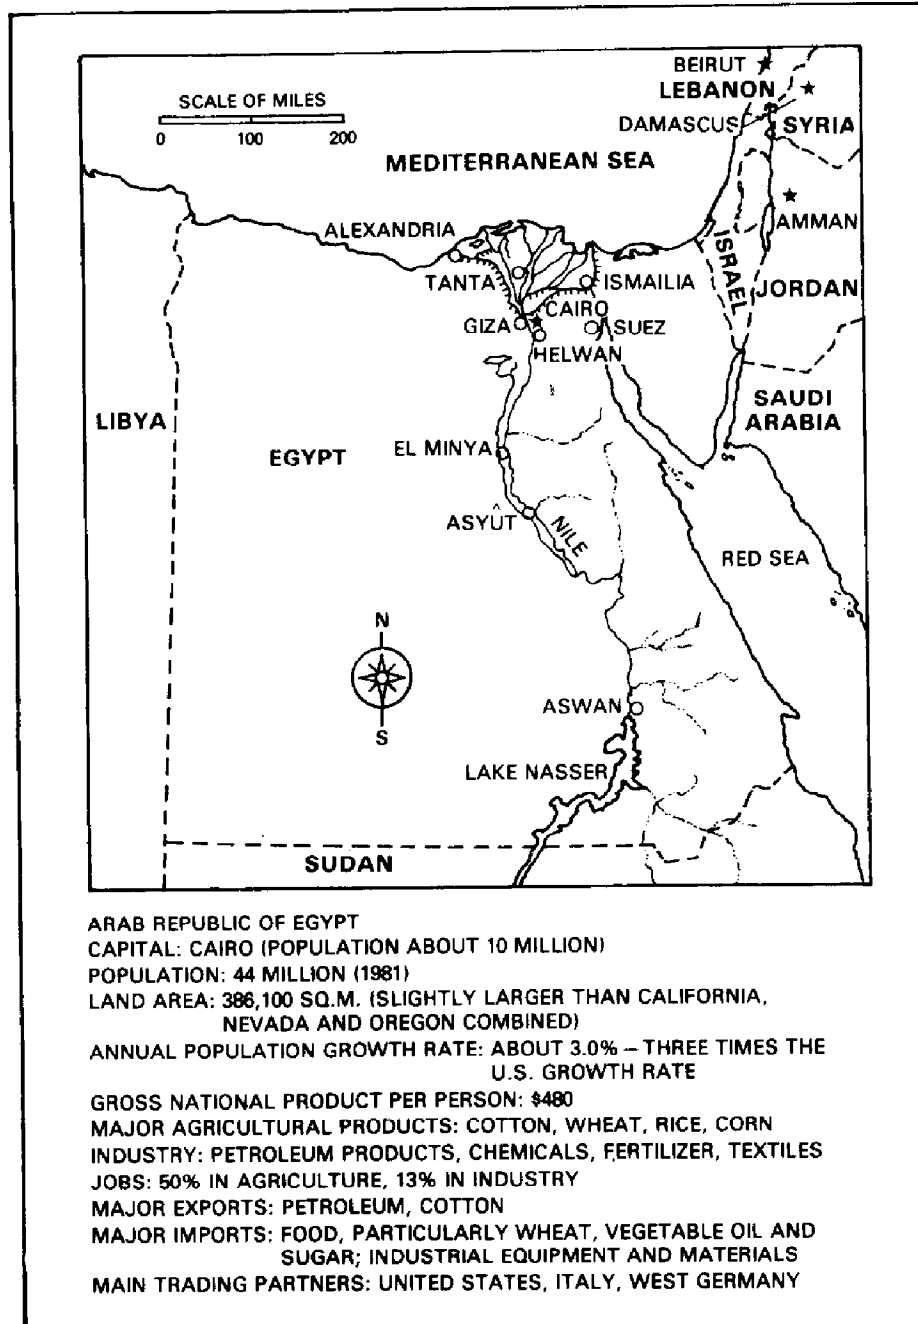 BEIRUT
LEBANON
SCALE OF MILES
0 100 200
DAMASCUS
SYRIA
MEDITERRANEAN SEA
AMMAN
ALEXANDRIA
ISRAEL
TANTA
ISMAILIA
JORDAN
CAIRO
GIZA
SUEZ
HELWAN
SAUDI
ARABIA
LIBYA
EGYPT
EL MINYA
ASYÛT
NILE
RED SEA
N
S
ASWAN
LAKE NASSER
SUDAN
ARAB REPUBLIC OF EGYPT
CAPITAL: CAIRO (POPULATION ABOUT 10 MILLION)
POPULATION: 44 MILLION (1981)
LAND AREA: 386,100 SQ.M. (SLIGHTLY LARGER THAN CALIFORNIA,
NEVADA AND OREGON COMBINED)
ANNUAL POPULATION GROWTH RATE: ABOUT 3.0% – THREE TIMES THE
U.S. GROWTH RATE
GROSS NATIONAL PRODUCT PER PERSON: $480
MAJOR AGRICULTURAL PRODUCTS: COTTON, WHEAT, RICE, CORN
INDUSTRY: PETROLEUM PRODUCTS, CHEMICALS, FERTILIZER, TEXTILES
JOBS: 50% IN AGRICULTURE, 13% IN INDUSTRY
MAJOR EXPORTS: PETROLEUM, COTTON
MAJOR IMPORTS: FOOD, PARTICULARLY WHEAT, VEGETABLE OIL AND
SUGAR; INDUSTRIAL EQUIPMENT AND MATERIALS
MAIN TRADING PARTNERS: UNITED STATES, ITALY, WEST GERMANY